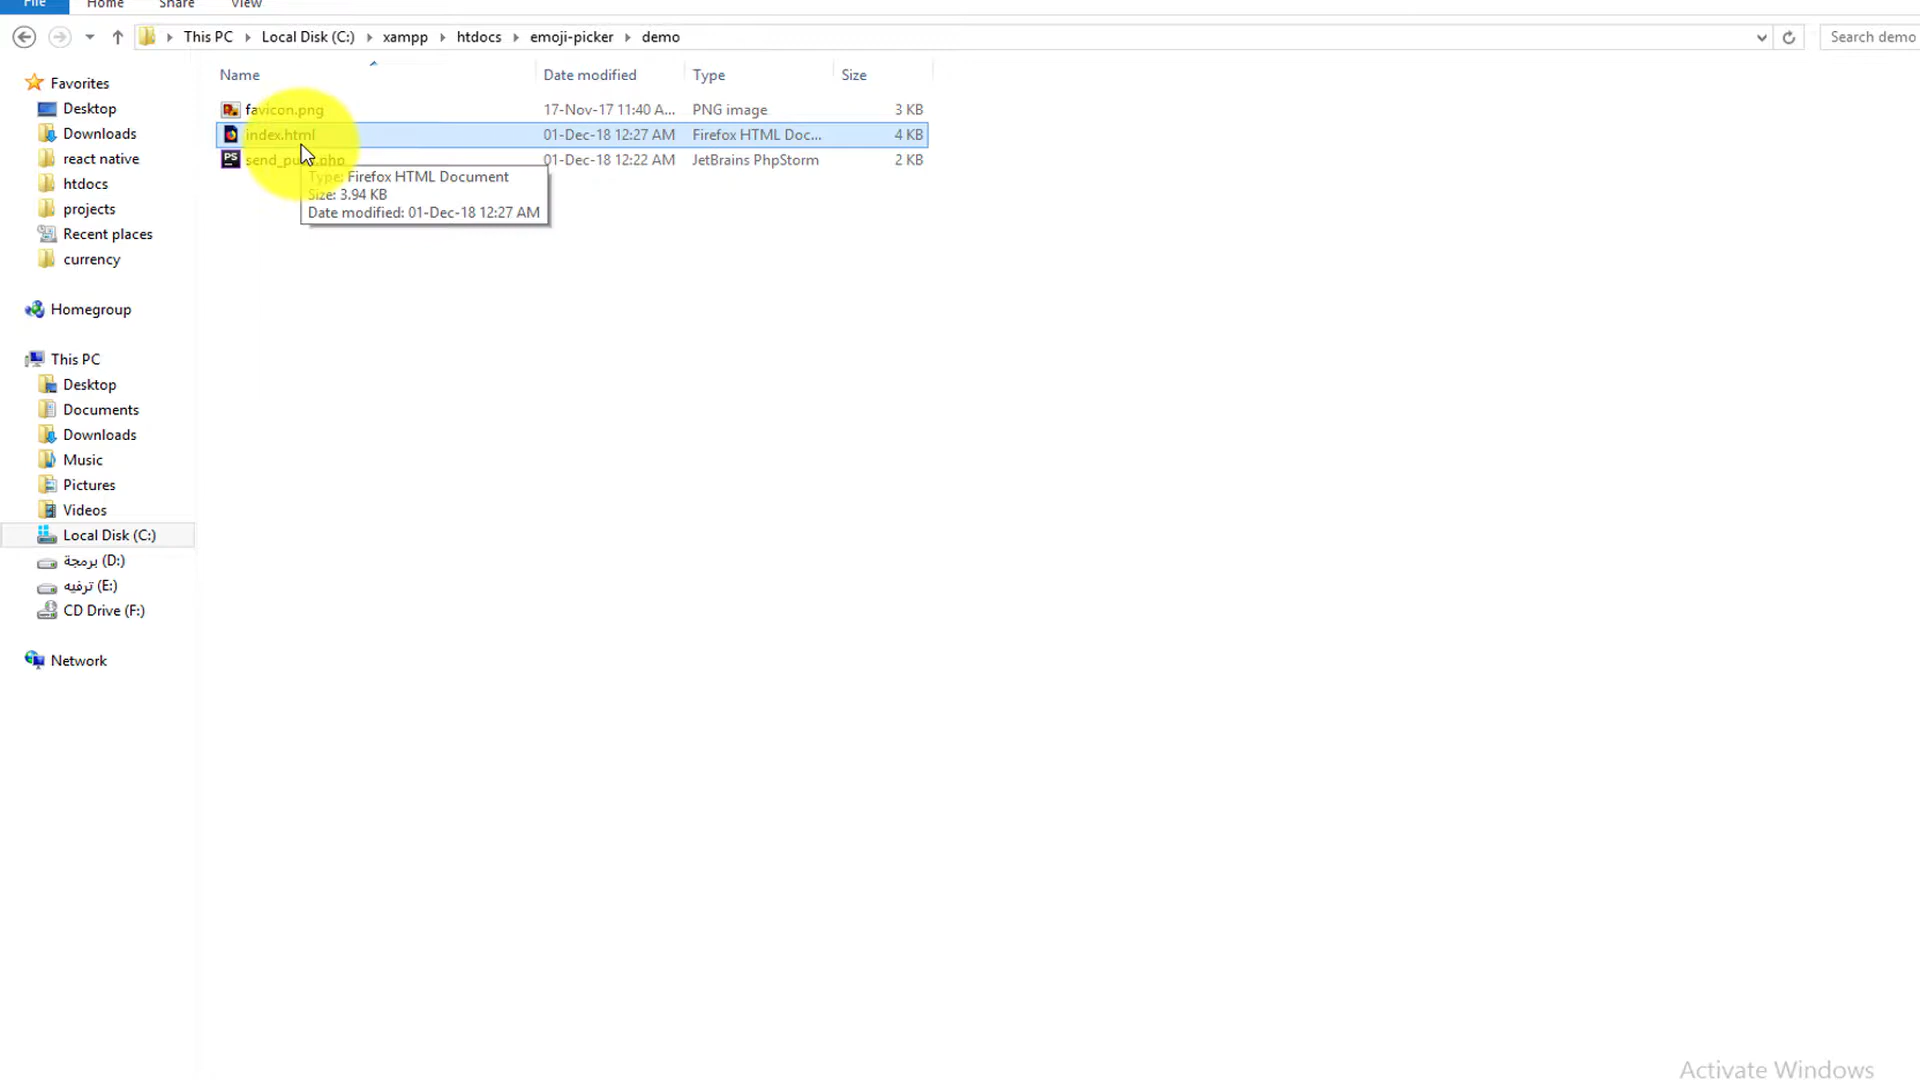 File Home Share View
This PC Local Disk (C:) xampp htdocs emoji-picker demo Search demo
Name Date modified Type Size
favicon.png 17-Nov-17 11:40 A... PNG image 3 KB
index.html 01-Dec-18 12:27 AM Firefox HTML Doc... 4 KB
01-Dec-18 12:22 AM JetBrains PhpStorm 2 KB
Type: Firefox HTML Document
Size: 3.94 KB
Date modified: 01-Dec-18 12:27 AM
Favorites
Desktop
Downloads
react native
htdocs
projects
Recent places
currency
Homegroup
This PC
Desktop
Documents
Downloads
Music
Pictures
Videos
Local Disk (C:)
برمجة (D:)
ترفيه (E:)
CD Drive (F:)
Network
Activate Windows